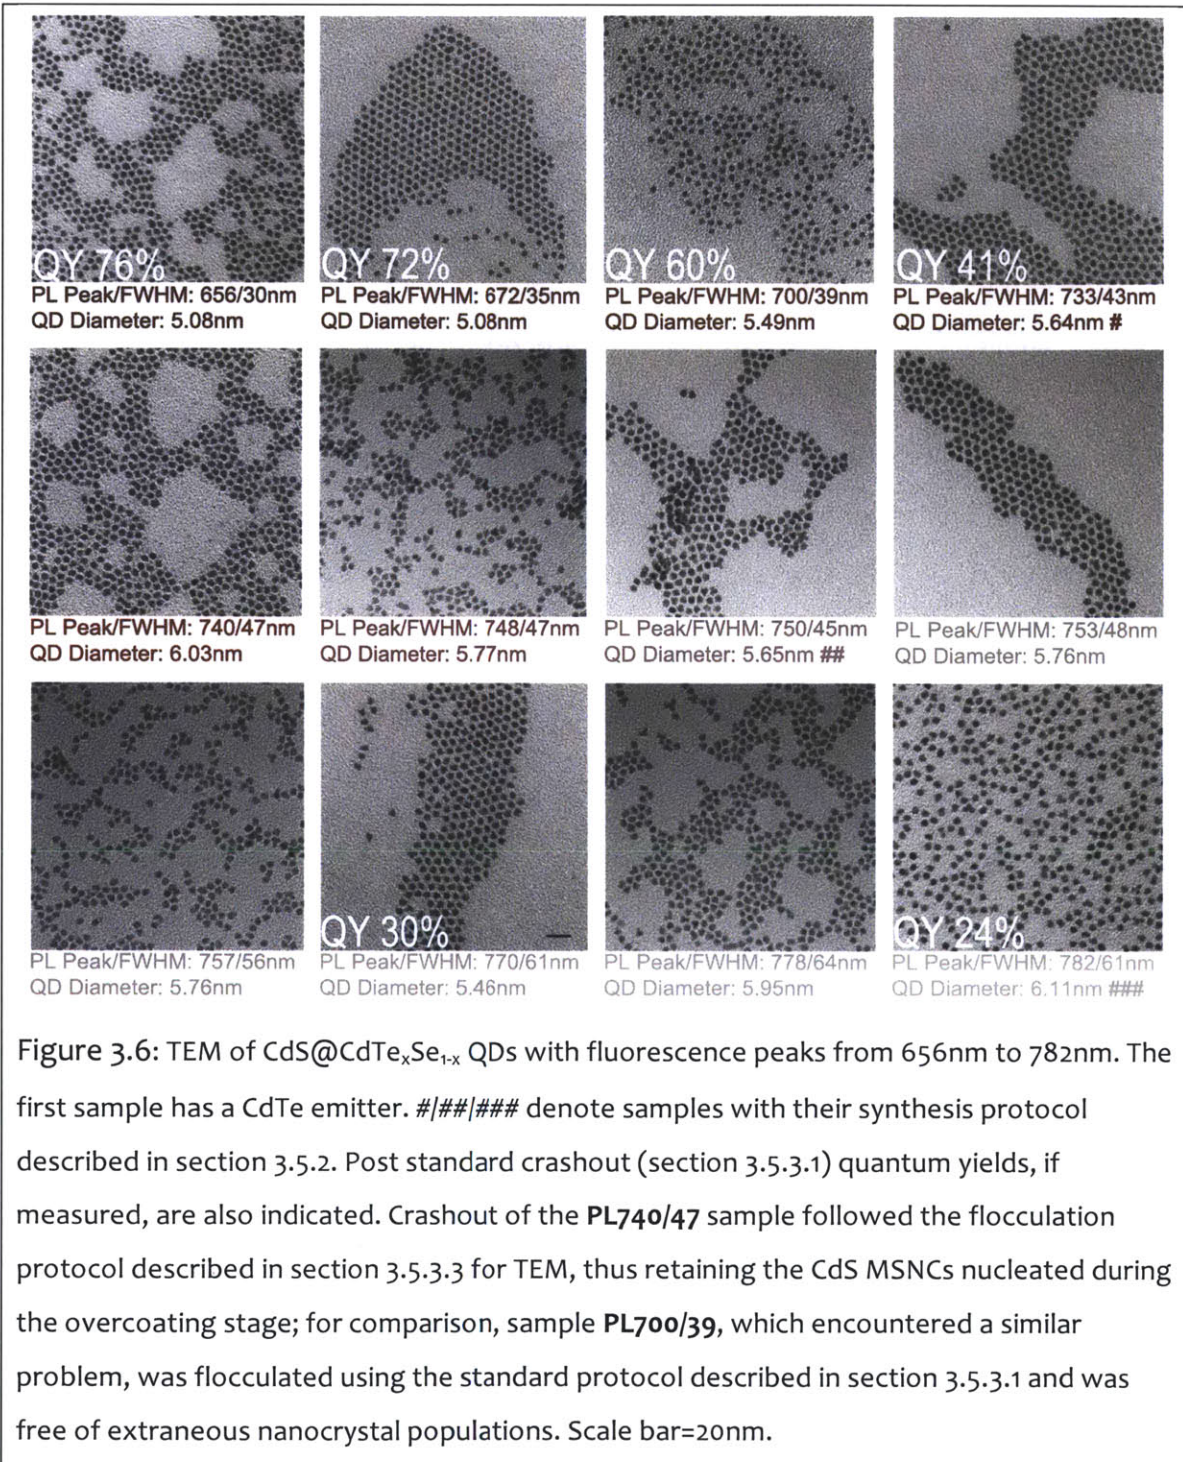 QY 76% QY 72% QY 60% QY 41%
PL Peak/FWHM: 656/30nm PL Peak/FWHM: 672/35nm PL Peak/FWHM: 700/39nm PL Peak/FWHM: 733/43nm
QD Diameter: 5.08nm QD Diameter: 5.08nm QD Diameter: 5.49nm QD Diameter: 5.64nm #
PL Peak/FWHM: 740/47nm PL Peak/FWHM: 748/47nm PL Peak/FWHM: 750/45nm PL Peak/FWHM: 753/48nm
QD Diameter: 6.03nm QD Diameter: 5.77nm QD Diameter: 5.65nm ## QD Diameter: 5.76nm
QY 30% QY 24%
PL Peak/FWHM: 757/56nm PL Peak/FWHM: 770/61nm PL Peak/FWHM: 778/64nm PL Peak/FWHM: 782/61nm
QD Diameter: 5.76nm QD Diameter: 5.46nm QD Diameter: 5.95nm QD Diameter: 6.11nm ###
Figure 3.6: TEM of CdS@CdTeₓSe₁₋ₓ QDs with fluorescence peaks from 656nm to 782nm. The
first sample has a CdTe emitter. #/##/### denote samples with their synthesis protocol
described in section 3.5.2. Post standard crashout (section 3.5.3.1) quantum yields, if
measured, are also indicated. Crashout of the PL740/47 sample followed the flocculation
protocol described in section 3.5.3.3 for TEM, thus retaining the CdS MSNCs nucleated during
the overcoating stage; for comparison, sample PL700/39, which encountered a similar
problem, was flocculated using the standard protocol described in section 3.5.3.1 and was
free of extraneous nanocrystal populations. Scale bar=20nm.